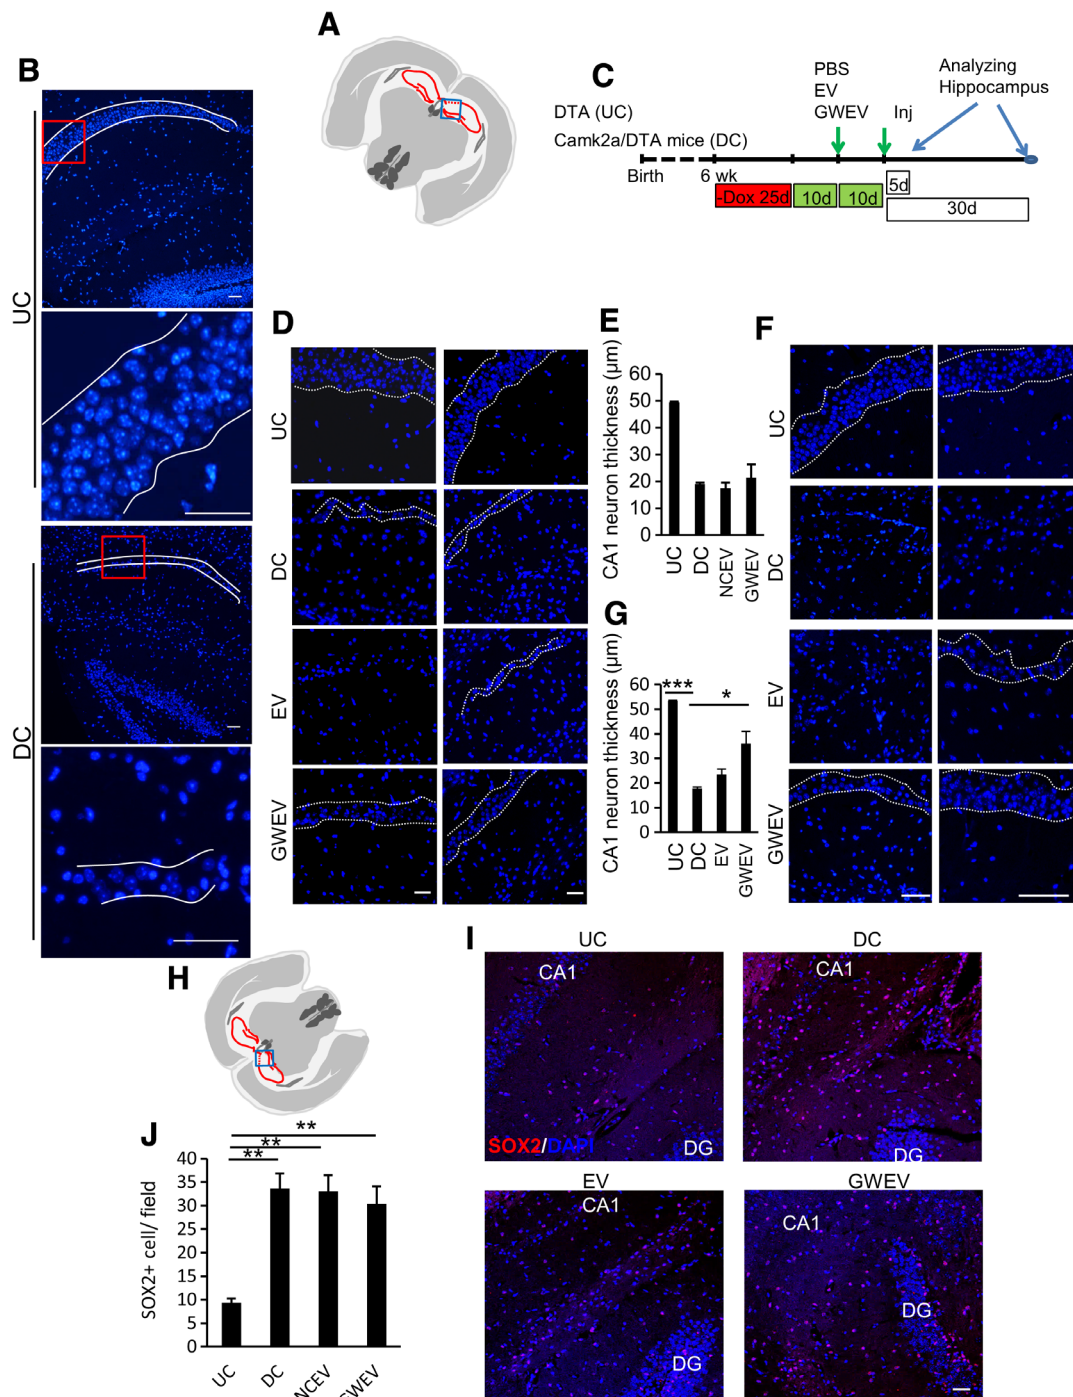 A
B
UC
DC
C
PBS
EV
GWEV
Inj
Analyzing
Hippocampus
DTA (UC)
Camk2a/DTA mice (DC)
Birth
6 wk
-Dox 25d
10d
10d
5d
30d
D
UC
DC
EV
GWEV
E
CA1 neuron thickness (µm)
60
50
40
30
20
10
0
UC
DC
NCEV
GWEV
F
UC
DC
EV
GWEV
G
CA1 neuron thickness (µm)
60
50
40
30
20
10
0
***
*
UC
DC
EV
GWEV
H
I
UC
CA1
SOX2/DAPI
DG
DC
CA1
DG
EV
CA1
DG
GWEV
CA1
DG
J
SOX2+ cell/ field
40
35
30
25
20
15
10
5
0
**
**
**
UC
DC
NCEV
GWEV